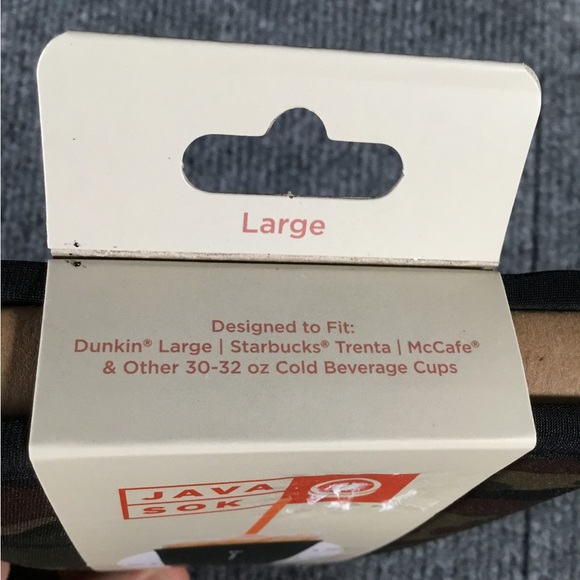 Large
Designed to Fit:
Dunkin® Large | Starbucks® Trenta | McCafe®
& Other 30-32 oz Cold Beverage Cups
JAVA
SOK